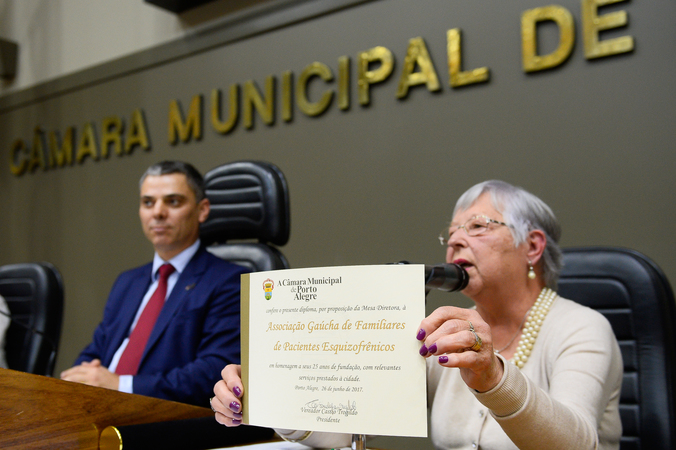 CÂMARA MUNICIPAL DE
A Câmara Municipal
de Porto
Alegre
confere o presente diploma, por proposição da Mesa Diretora, à
Associação Gaúcha de Familiares
de Pacientes Esquizofrênicos
em homenagem a seus 25 anos de fundação, com relevantes
serviços prestados à cidade.
Porto Alegre, 26 de junho de 2017.
Vereador Cassio Trogildo
Presidente